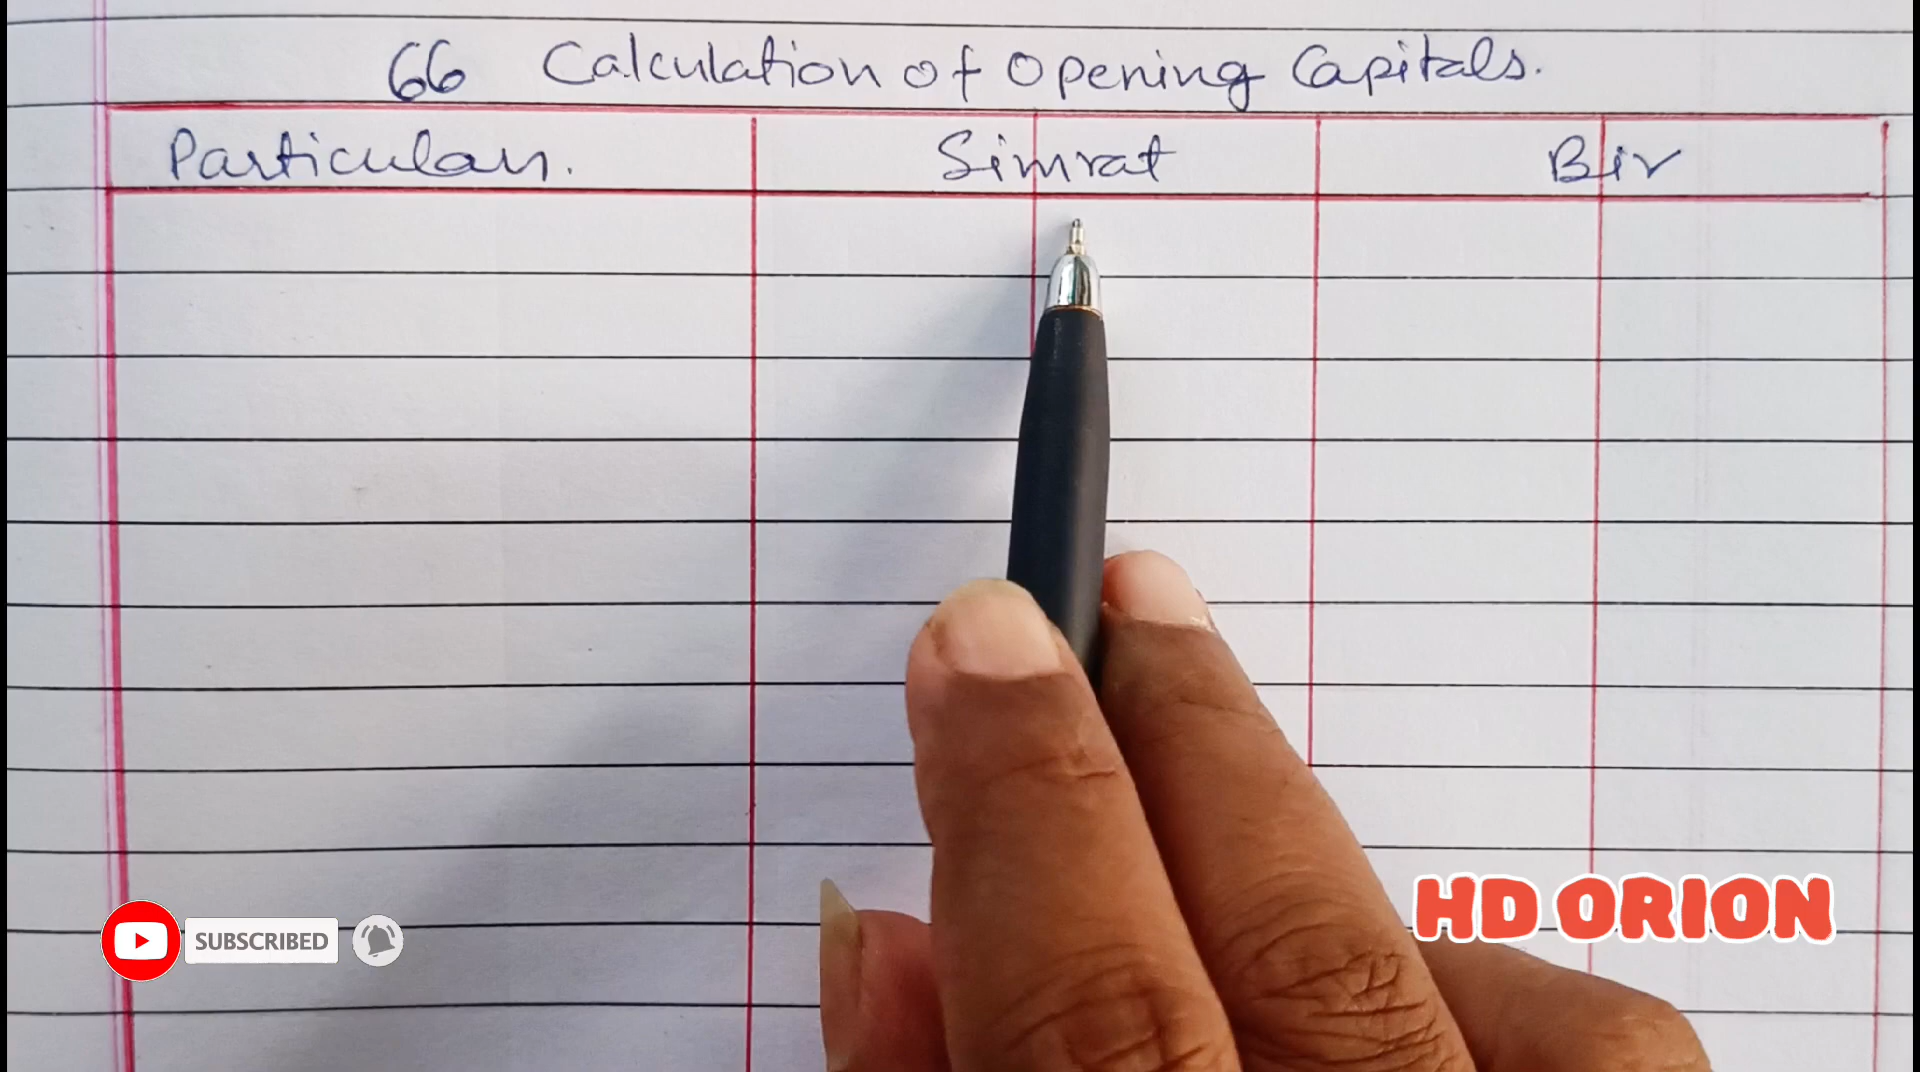 66 Calculation of Opening Capitals.
Particulars. Simrat Bir
SUBSCRIBED
HD ORION